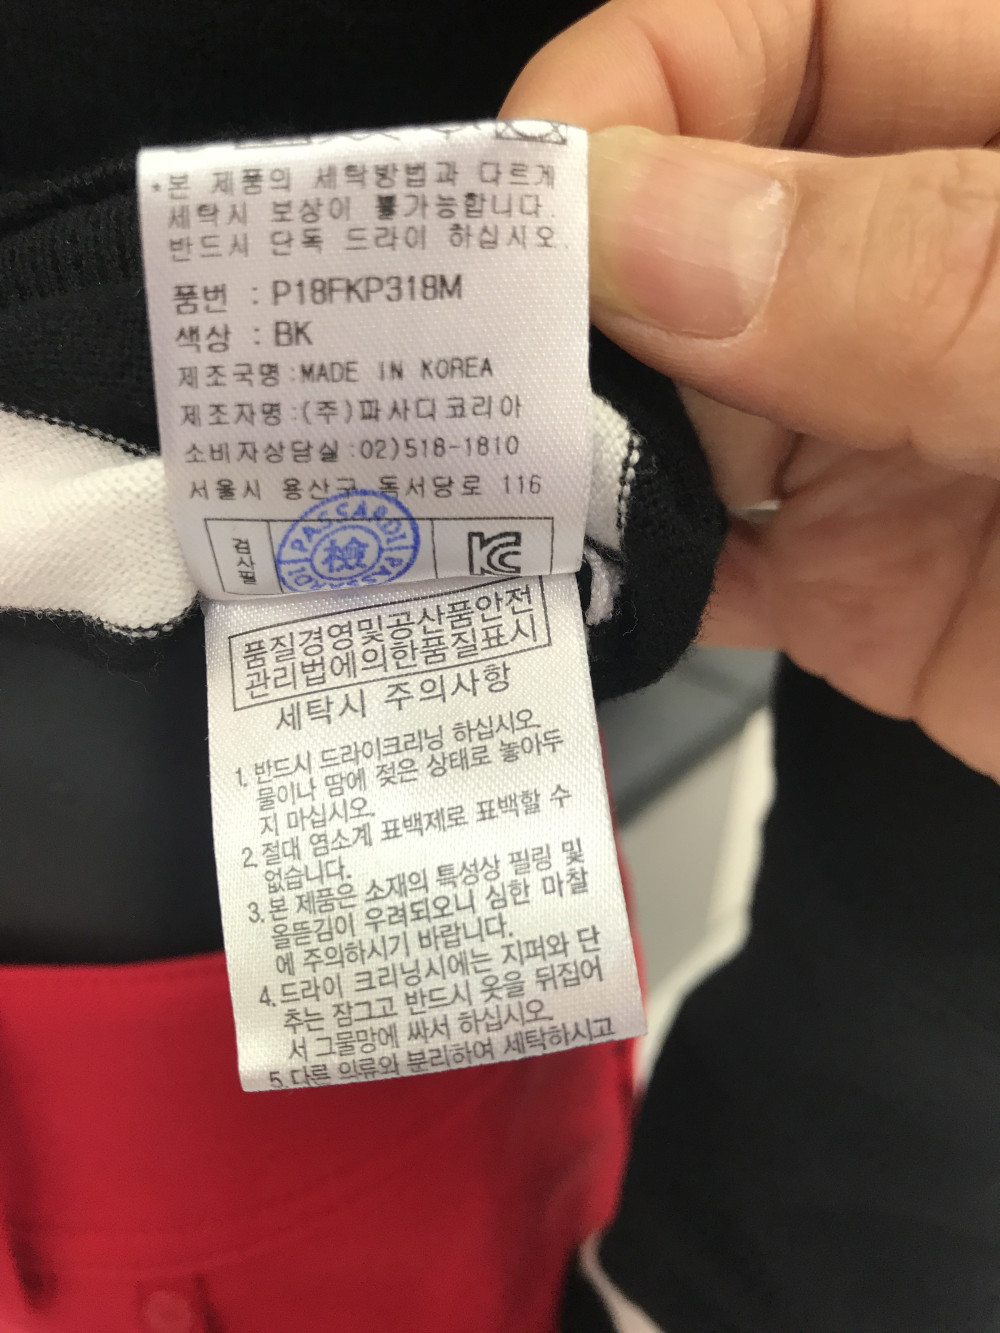 *본 제품의 세탁방법과 다르게
세탁시 보상이 불가능합니다.
반드시 단독 드라이 하십시오.
품번 : P18FKP318M
색상 : BK
제조국명 : MADE IN KOREA
제조자명 : (주)파사디코리아
소비자상담실 : 02)518-1810
서울시 용산구 독서당로 116
검사필
PASSARDI
檢
KC
품질경영및공산품안전
관리법에의한품질표시
세탁시 주의사항
1. 반드시 드라이크리닝 하십시오.
물이나 땀에 젖은 상태로 놓아두
지 마십시오.
2. 절대 염소계 표백제로 표백할 수
없습니다.
3. 본 제품은 소재의 특성상 필링 및
올뜯김이 우려되오니 심한 마찰
에 주의하시기 바랍니다.
4. 드라이 크리닝시에는 지퍼와 단
추는 잠그고 반드시 옷을 뒤집어
서 그물망에 싸서 하십시오.
5. 다른 의류와 분리하여 세탁하시고